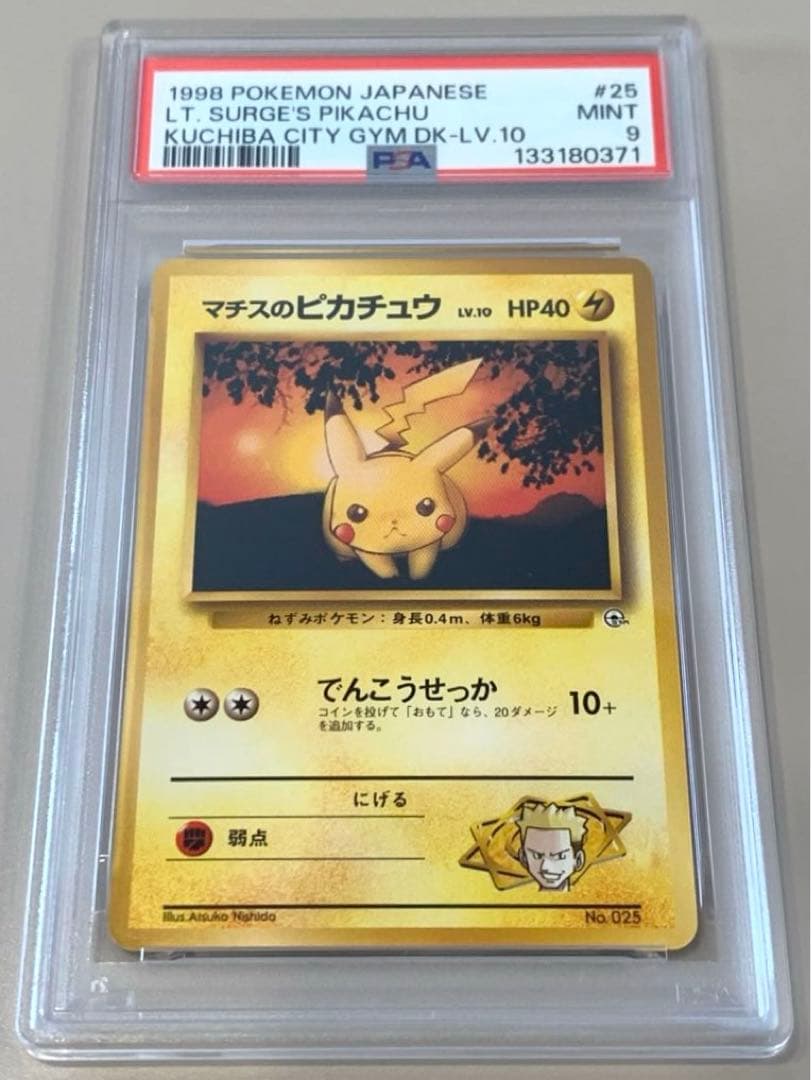 1998 POKEMON JAPANESE #25
LT. SURGE'S PIKACHU MINT
KUCHIBA CITY GYM DK-LV.10 9
PSA 133180371
マチスのピカチュウ LV.10 HP40
ねずみポケモン：身長0.4m、体重6kg
でんこうせっか 10+
コインを投げて「おもて」なら、20ダメージ
を追加する。
にげる
弱点
Illus. Atsuko Nishida No. 025